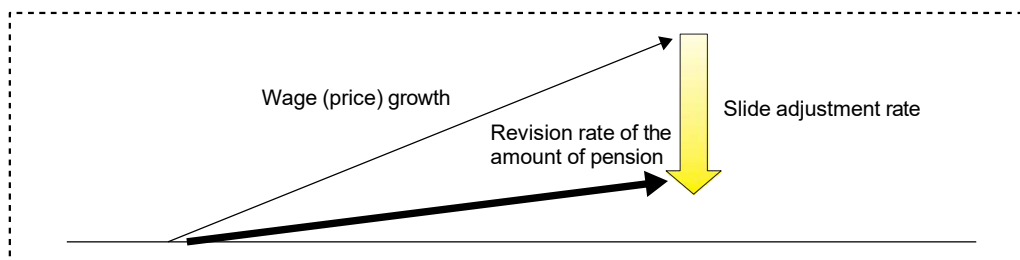 Wage (price) growth
Slide adjustment rate
Revision rate of the
amount of pension